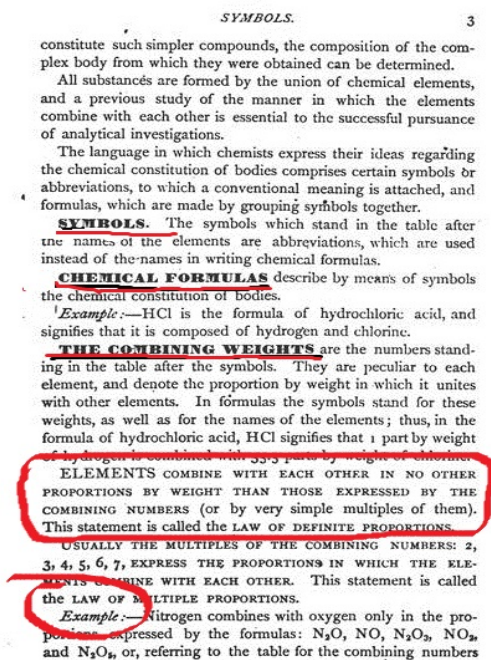 SYMBOLS. 3
constitute such simpler compounds, the composition of the com-
plex body from which they were obtained can be determined.
All substances are formed by the union of chemical elements,
and a previous study of the manner in which the elements
combine with each other is essential to the successful pursuance
of analytical investigations.
The language in which chemists express their ideas regarding
the chemical constitution of bodies comprises certain symbols or
abbreviations, to which a conventional meaning is attached, and
formulas, which are made by grouping symbols together.
SYMBOLS. The symbols which stand in the table after
the names of the elements are abbreviations, which are used
instead of the names in writing chemical formulas.
CHEMICAL FORMULAS describe by means of symbols
the chemical constitution of bodies.
Example:—HCl is the formula of hydrochloric acid, and
signifies that it is composed of hydrogen and chlorine.
THE COMBINING WEIGHTS are the numbers stand-
ing in the table after the symbols. They are peculiar to each
element, and denote the proportion by weight in which it unites
with other elements. In formulas the symbols stand for these
weights, as well as for the names of the elements; thus, in the
formula of hydrochloric acid, HCl signifies that 1 part by weight
of hydrogen is combined with parts by weight of chlorine.
ELEMENTS COMBINE WITH EACH OTHER IN NO OTHER
PROPORTIONS BY WEIGHT THAN THOSE EXPRESSED BY THE
COMBINING NUMBERS (or by very simple multiples of them).
This statement is called the LAW OF DEFINITE PROPORTIONS.
USUALLY THE MULTIPLES OF THE COMBINING NUMBERS: 2,
3, 4, 5, 6, 7, EXPRESS THE PROPORTIONS IN WHICH THE ELE-
MENTS COMBINE WITH EACH OTHER. This statement is called
the LAW OF MULTIPLE PROPORTIONS.
Example:—Nitrogen combines with oxygen only in the pro-
portions expressed by the formulas: N₂O, NO, N₂O₃, NO₂,
and N₂O₅, or, referring to the table for the combining numbers